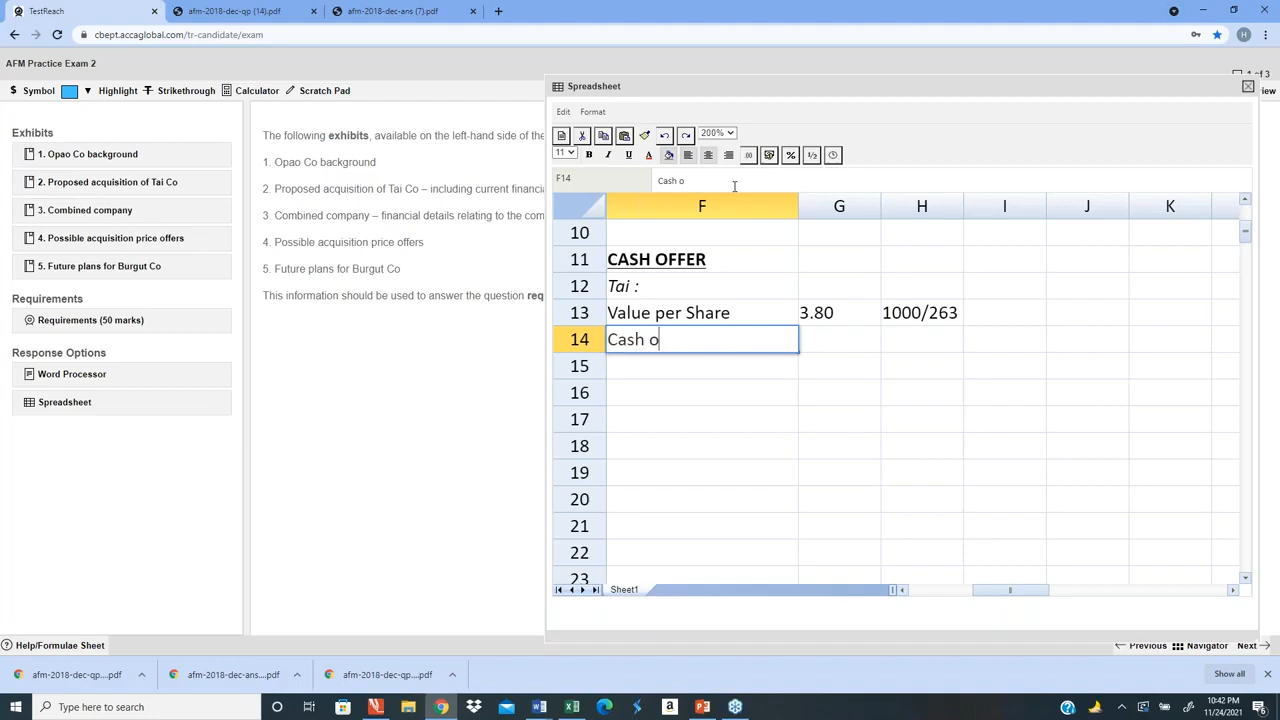 TestReach
afm-2018-dec-qp (14).pdf
afm-2018-dec-ans (7).pdf
cbept.accaglobal.com/tr-candidate/exam
H
AFM Practice Exam 2
1 of 3
$ Symbol
Highlight
Strikethrough
Calculator
Scratch Pad
view
Exhibits
1. Opao Co background
2. Proposed acquisition of Tai Co
3. Combined company
4. Possible acquisition price offers
5. Future plans for Burgut Co
Requirements
Requirements (50 marks)
Response Options
Word Processor
Spreadsheet
The following exhibits, available on the left-hand side of the
1. Opao Co background
2. Proposed acquisition of Tai Co – including current financi
3. Combined company – financial details relating to the com
4. Possible acquisition price offers
5. Future plans for Burgut Co
This information should be used to answer the question req
Spreadsheet
Edit Format
200%
11 B I U A .00 % 1/2
F14 Cash o
F G H I J K
10
11 CASH OFFER
12 Tai :
13 Value per Share 3.80 1000/263
14 Cash o
15
16
17
18
19
20
21
22
23
Sheet1
Help/Formulae Sheet
Previous Navigator Next
afm-2018-dec-qp....pdf
afm-2018-dec-ans....pdf
afm-2018-dec-qp....pdf
Show all
Type here to search
10:42 PM
11/24/2021